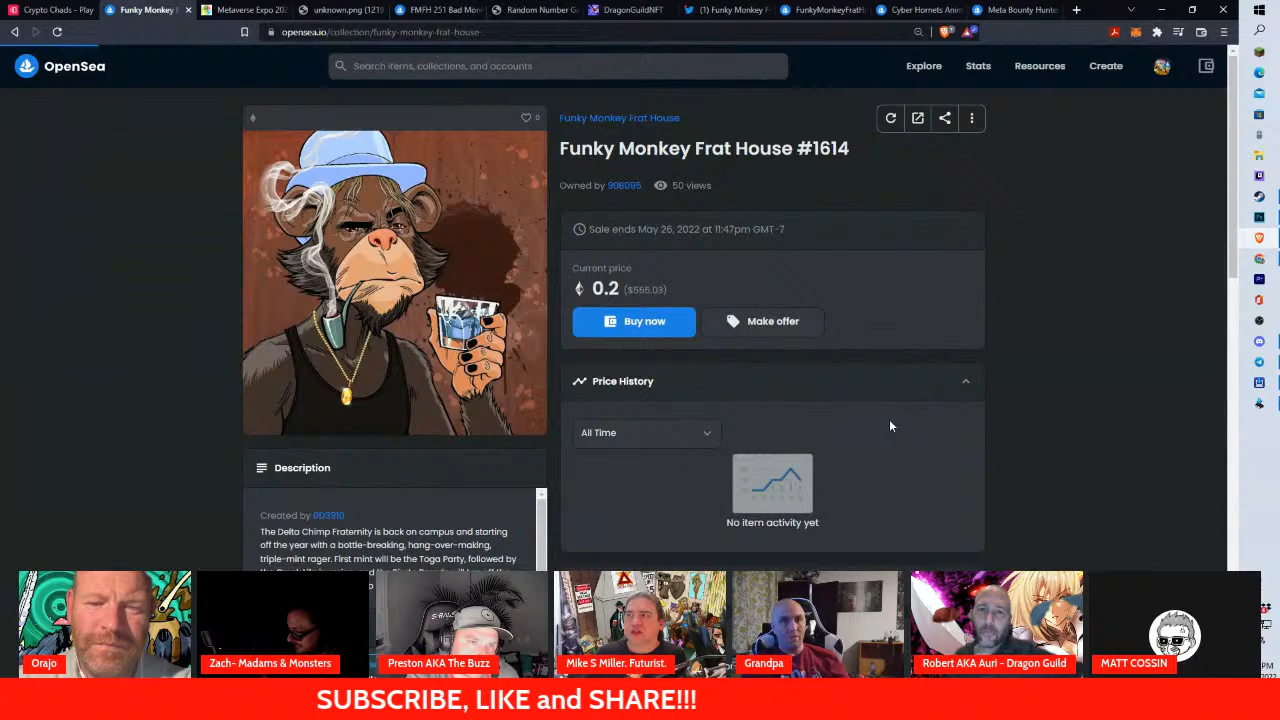 Crypto Chads - Play
Funky Monkey F
Metaverse Expo 202
unknown.png (1219
FMFH 251 Bad Mo
Random Number Ge
DragonGuildNFT
(1) Funky Monkey F
FunkyMonkeyFratH
Cyber Hornets Anim
Meta Bounty Hunte
opensea.io/collection/funky-monkey-frat-house
OpenSea
Search items, collections, and accounts
Explore
Stats
Resources
Create
0
Funky Monkey Frat House
Funky Monkey Frat House #1614
Owned by 90B095
50 views
Sale ends May 26, 2022 at 11:47pm GMT-7
Current price
0.2 ($555.03)
Buy now
Make offer
Price History
All Time
No item activity yet
Description
Created by 0D3910
The Delta Chimp Fraternity is back on campus and starting
off the year with a bottle-breaking, hang-over-making,
triple-mint rager. First mint will be the Toga Party, followed by
Orajo
Zach- Madams & Monsters
Preston AKA The Buzz
Mike S Miller. Futurist.
Grandpa
Robert AKA Auri - Dragon Guild
MATT COSSIN
SUBSCRIBE, LIKE and SHARE!!!